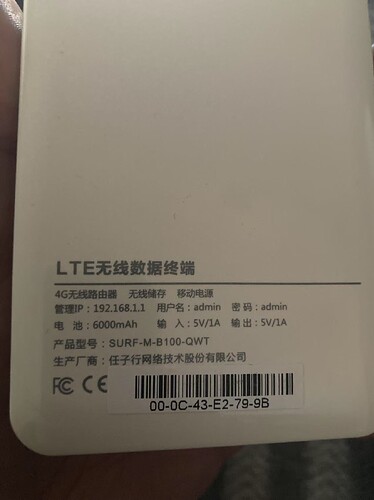 LTE无线数据终端
4G无线路由器 无线储存 移动电源
管理IP：192.168.1.1 用户名：admin 密 码：admin
电 池：6000mAh 输 入：5V/1A 输 出：5V/1A
产品型号：SURF-M-B100-QWT
生产厂商：任子行网络技术股份有限公司
FC CE
00-0C-43-E2-79-9B